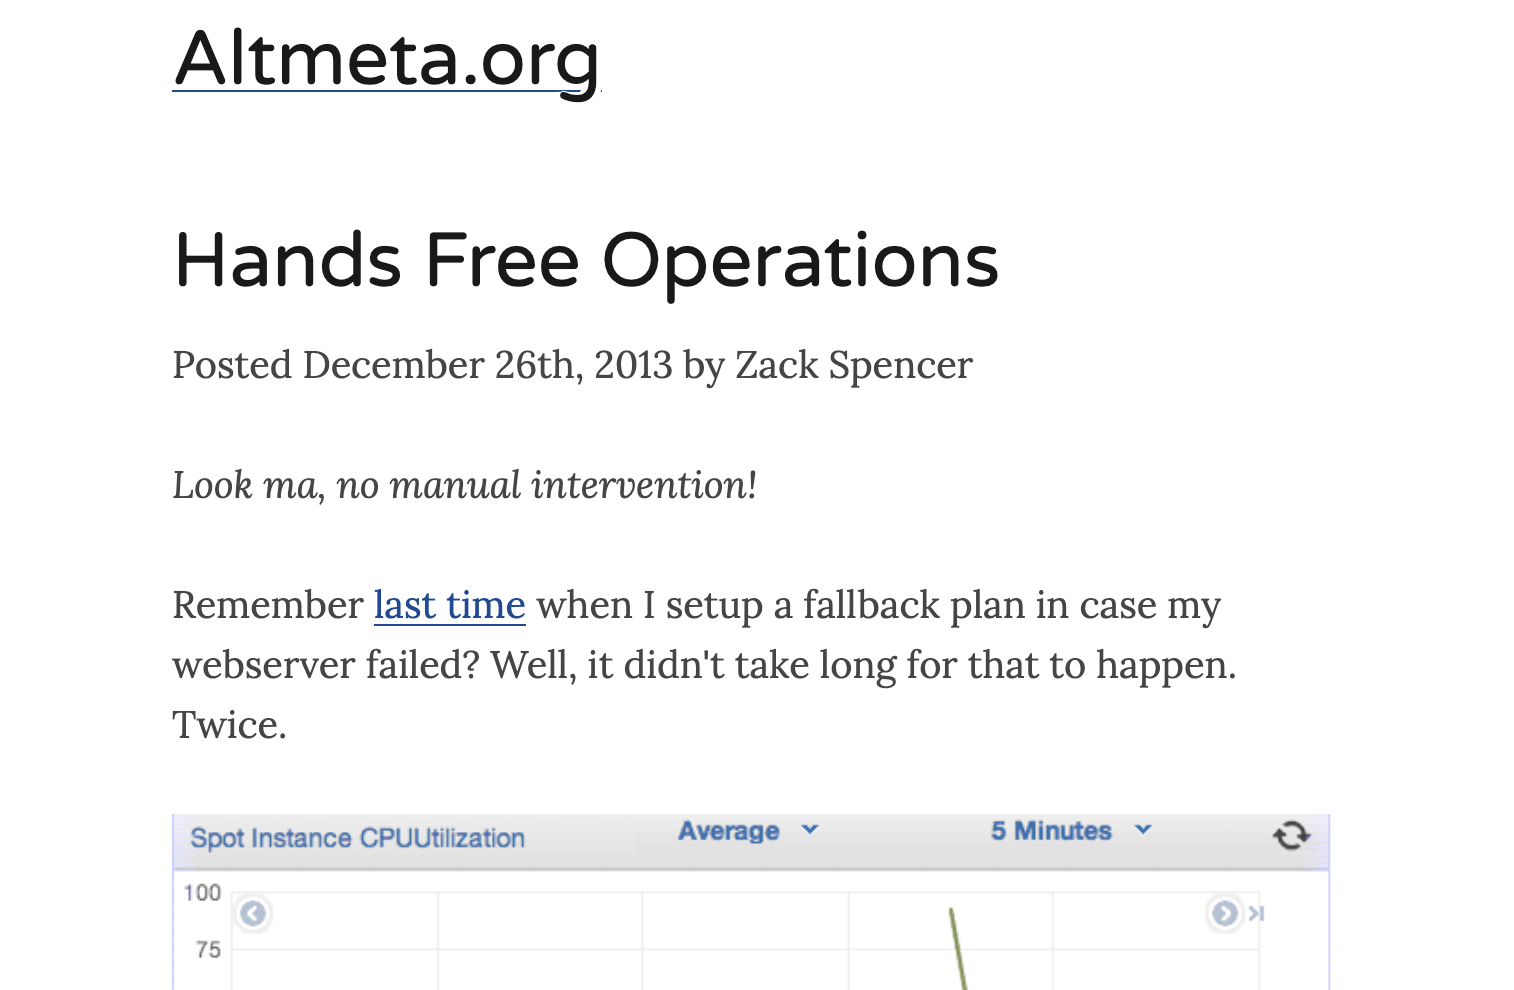 Altmeta.org
Hands Free Operations
Posted December 26th, 2013 by Zack Spencer
Look ma, no manual intervention!
Remember last time when I setup a fallback plan in case my
webserver failed? Well, it didn't take long for that to happen.
Twice.
Spot Instance CPUUtilization Average 5 Minutes
100
75